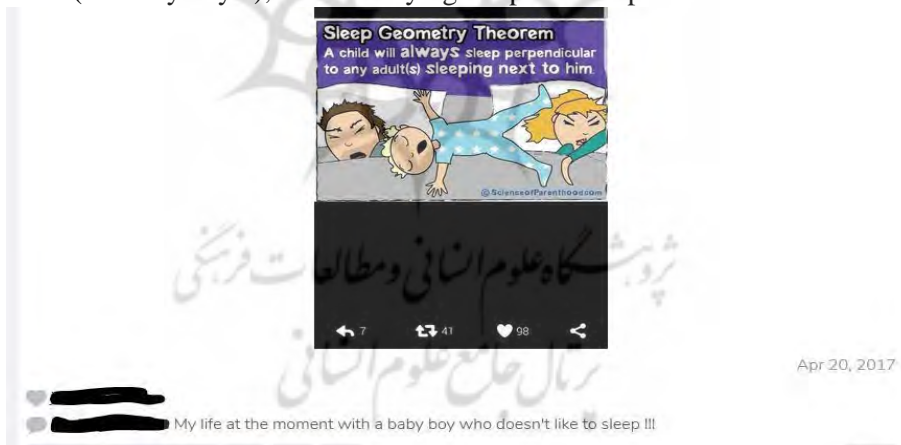 Sleep Geometry Theorem
A child will always sleep perpendicular
to any adult(s) sleeping next to him.
©ScienceofParenthood.com
پژوهشگاه علوم انسانی و مطالعات فرهنگی
7 41 98
پرتال جامع علوم انسانی
Apr 20, 2017
My life at the moment with a baby boy who doesn't like to sleep !!!